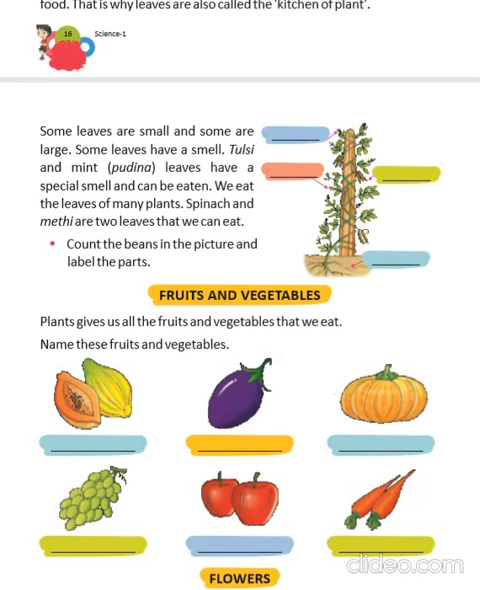 food. That is why leaves are also called the 'kitchen of plant'.
16
Science-1
Some leaves are small and some are
large. Some leaves have a smell. Tulsi
and mint (pudina) leaves have a
special smell and can be eaten. We eat
the leaves of many plants. Spinach and
methi are two leaves that we can eat.
• Count the beans in the picture and
label the parts.
FRUITS AND VEGETABLES
Plants gives us all the fruits and vegetables that we eat.
Name these fruits and vegetables.
clideo.com
FLOWERS